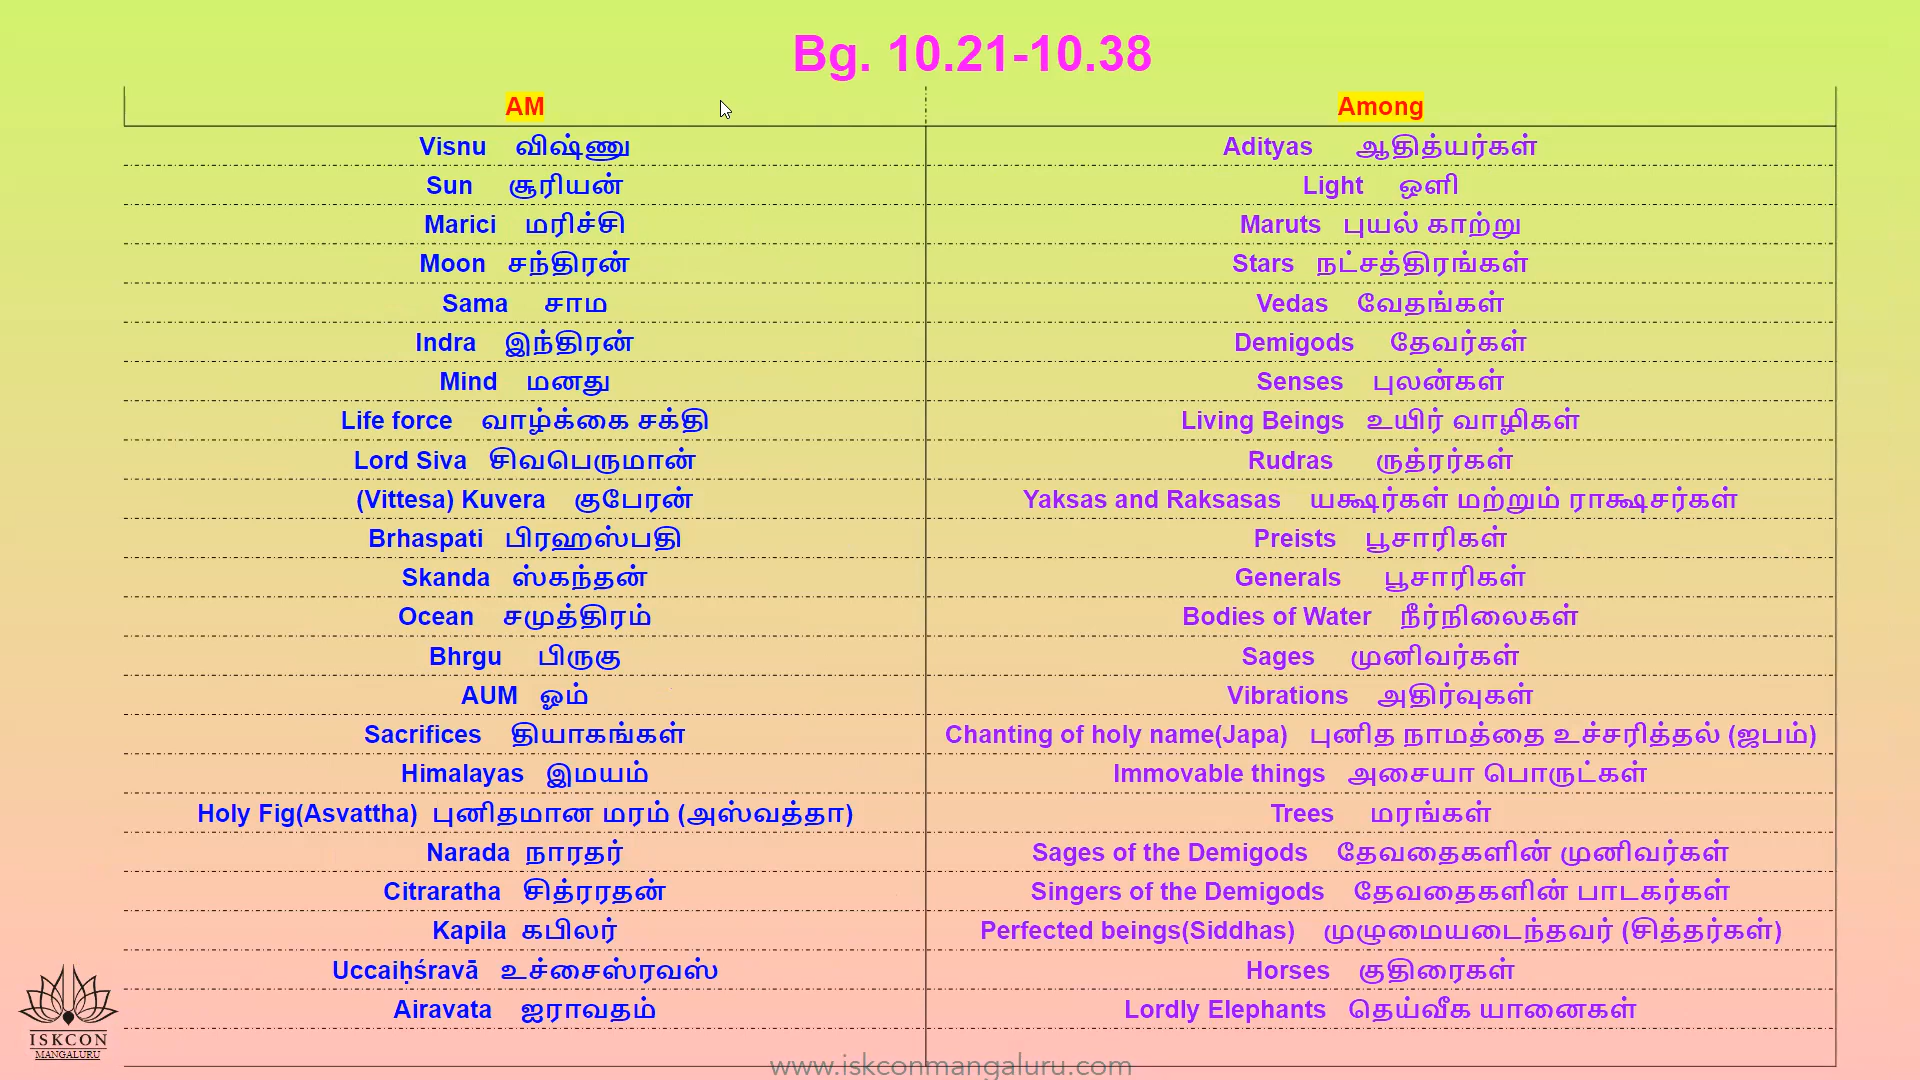 Bg. 10.21-10.38
AM Among
Visnu விஷ்ணு Adityas ஆதித்யர்கள்
Sun சூரியன் Light ஒளி
Marici மரிச்சி Maruts புயல் காற்று
Moon சந்திரன் Stars நட்சத்திரங்கள்
Sama சாம Vedas வேதங்கள்
Indra இந்திரன் Demigods தேவர்கள்
Mind மனது Senses புலன்கள்
Life force வாழ்க்கை சக்தி Living Beings உயிர் வாழிகள்
Lord Siva சிவபெருமான் Rudras ருத்ரர்கள்
(Vittesa) Kuvera குபேரன் Yaksas and Raksasas யக்ஷர்கள் மற்றும் ராக்ஷசர்கள்
Brhaspati பிரஹஸ்பதி Preists பூசாரிகள்
Skanda ஸ்கந்தன் Generals பூசாரிகள்
Ocean சமுத்திரம் Bodies of Water நீர்நிலைகள்
Bhrgu பிருகு Sages முனிவர்கள்
AUM ஓம் Vibrations அதிர்வுகள்
Sacrifices தியாகங்கள் Chanting of holy name(Japa) புனித நாமத்தை உச்சரித்தல் (ஜபம்)
Himalayas இமயம் Immovable things அசையா பொருட்கள்
Holy Fig(Asvattha) புனிதமான மரம் (அஸ்வத்தா) Trees மரங்கள்
Narada நாரதர் Sages of the Demigods தேவதைகளின் முனிவர்கள்
Citraratha சித்ரரதன் Singers of the Demigods தேவதைகளின் பாடகர்கள்
Kapila கபிலர் Perfected beings(Siddhas) முழுமையடைந்தவர் (சித்தர்கள்)
Uccaiḥśravā உச்சைஸ்ரவஸ் Horses குதிரைகள்
Airavata ஐராவதம் Lordly Elephants தெய்வீக யானைகள்
ISKCON
MANGALURU
www.iskconmangaluru.com